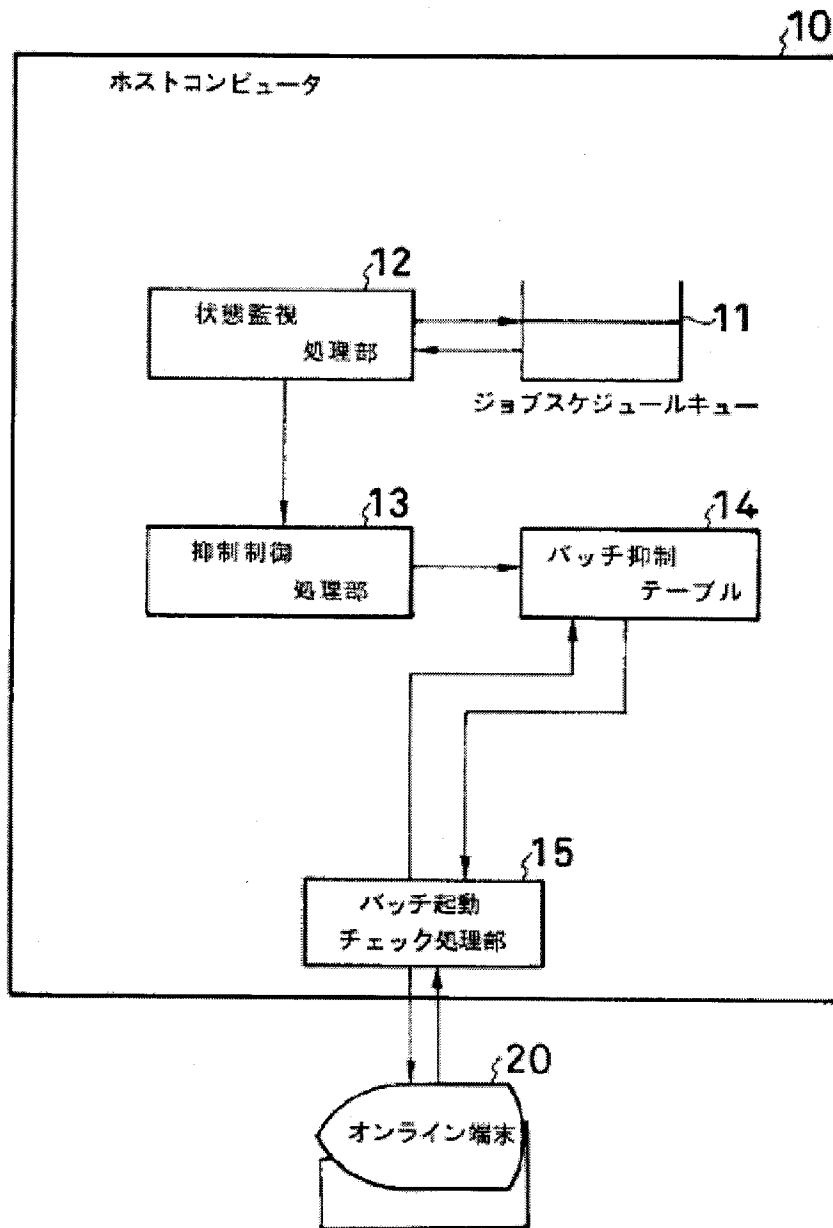 10
ホストコンピュータ
12
状態監視
処理部
11
ジョブスケジュールキュー
13
抑制制御
処理部
14
バッチ抑制
テーブル
15
バッチ起動
チェック処理部
20
オンライン端末